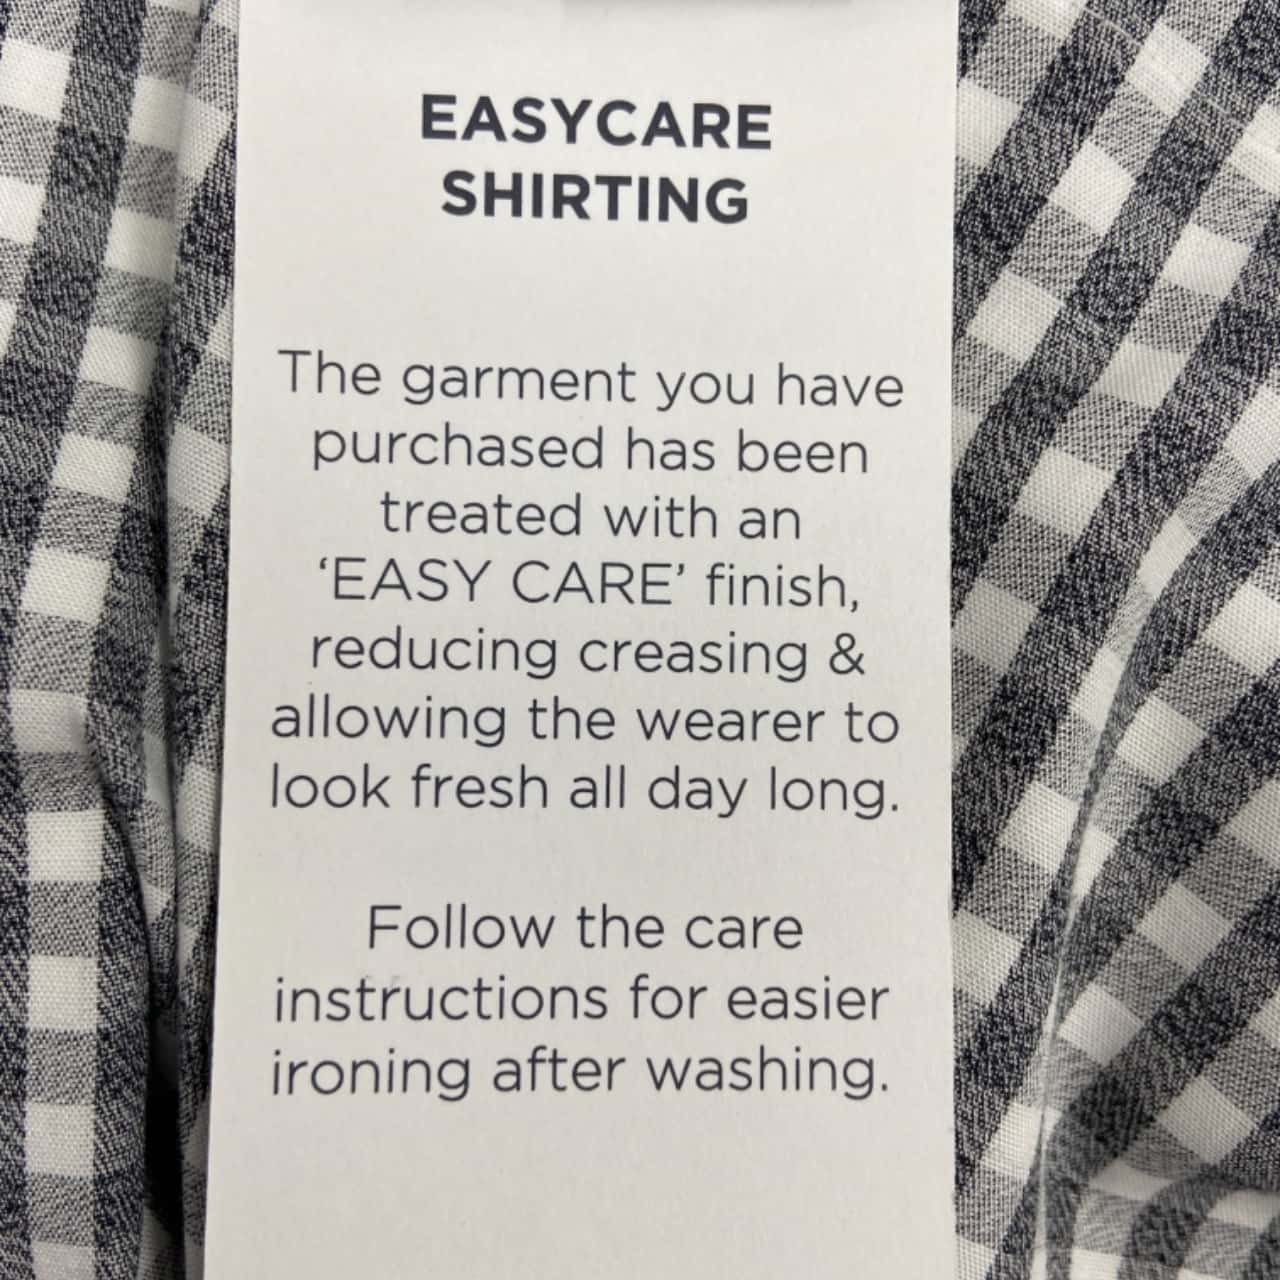 EASYCARE
SHIRTING
The garment you have
purchased has been
treated with an
‘EASY CARE’ finish,
reducing creasing &
allowing the wearer to
look fresh all day long.
Follow the care
instructions for easier
ironing after washing.